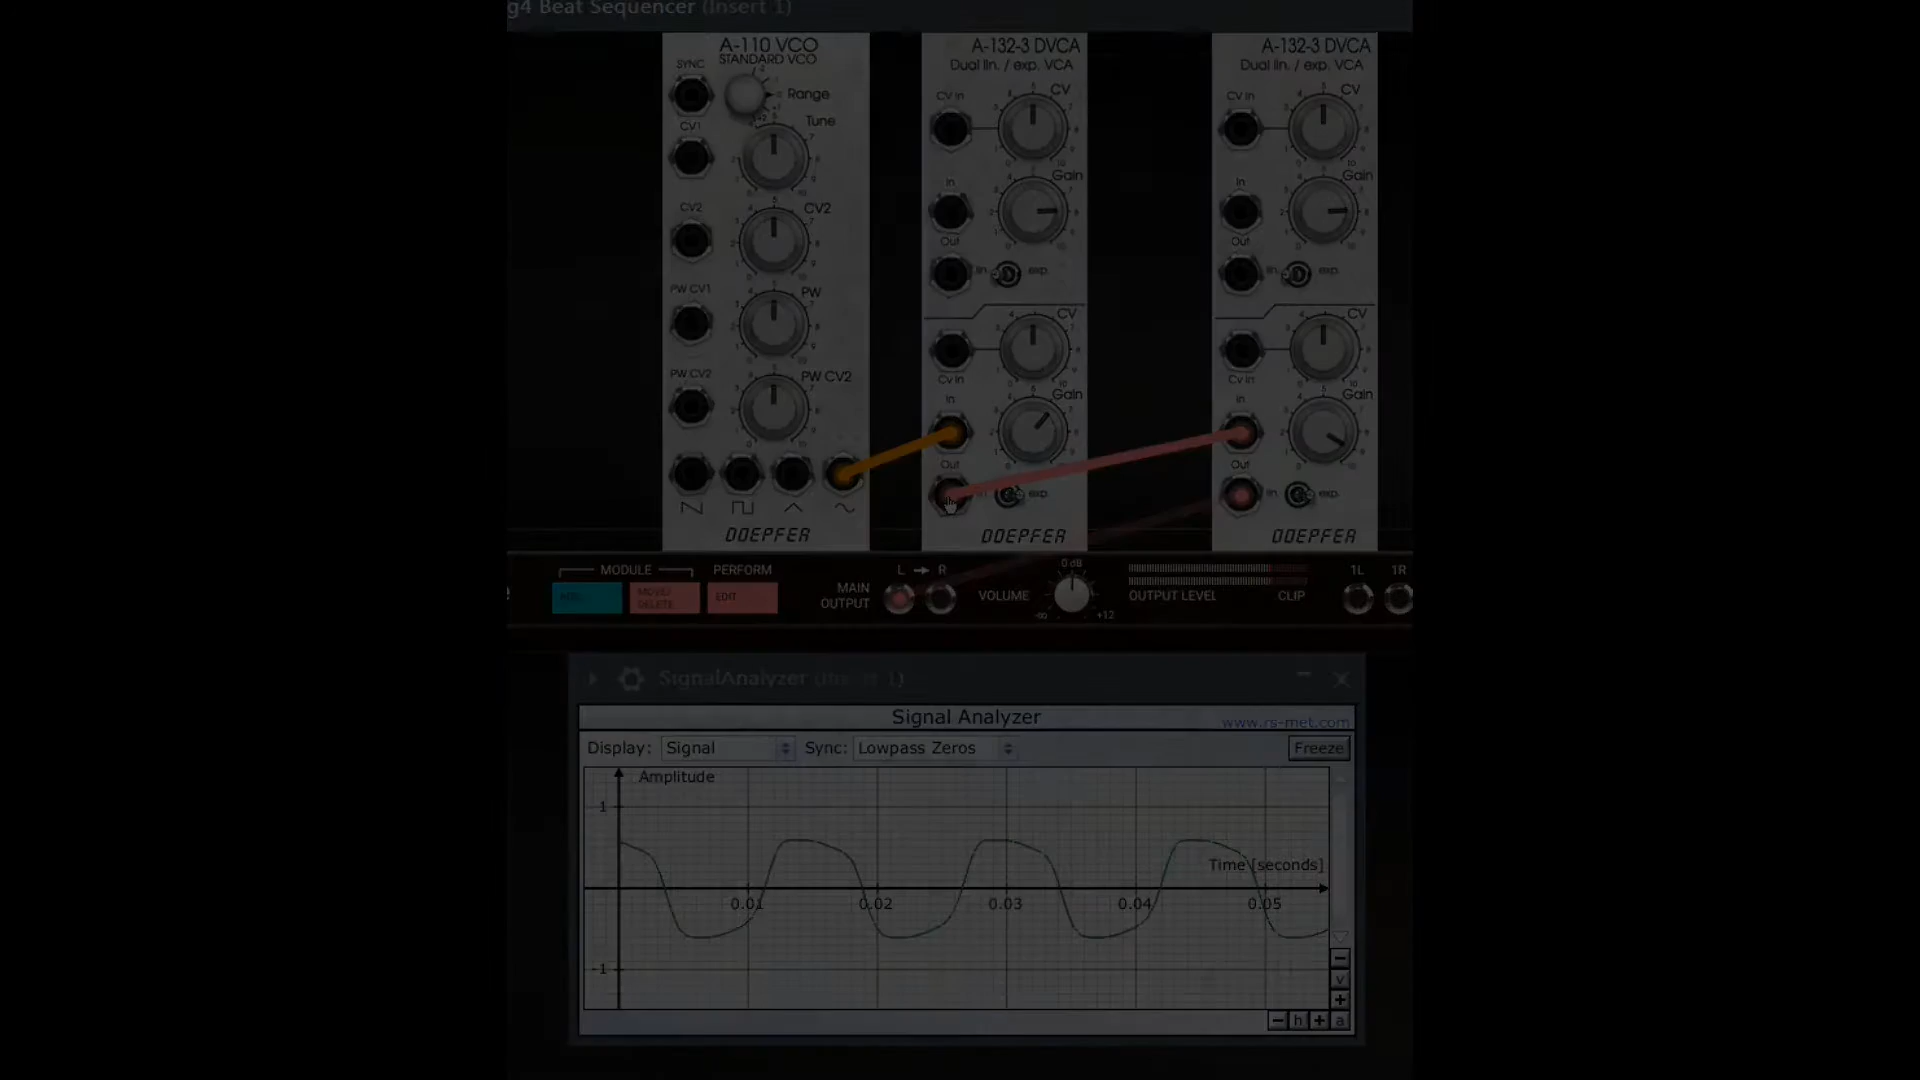 g4 Beat Sequencer (Insert 1)
A-110 VCO
STANDARD VCO
SYNC
Range
Tune
CV1
CV2
CV2
PW CV1
PW
PW CV2
PW CV2
DOEPFER
A-132-3 DVCA
Dual lin. / exp. VCA
CV In
CV
In
Gain
Out
lin.
exp.
CV
Cv In
In
Gain
Out
lin.
exp.
DOEPFER
A-132-3 DVCA
Dual lin. / exp. VCA
CV In
CV
In
Gain
Out
lin.
exp.
CV
Cv In
In
Gain
Out
lin.
exp.
DOEPFER
MODULE
PERFORM
MOVE/
DELETE
EDIT
MAIN
OUTPUT
L → R
VOLUME
0 dB
-∞
+12
OUTPUT LEVEL
CLIP
1L
1R
SignalAnalyzer (Insert 1)
Signal Analyzer
www.rs-met.com
Display: Signal
Sync: Lowpass Zeros
Freeze
Amplitude
1
Time [seconds]
0.01 0.02 0.03 0.04 0.05
-1
v
+
− h + a